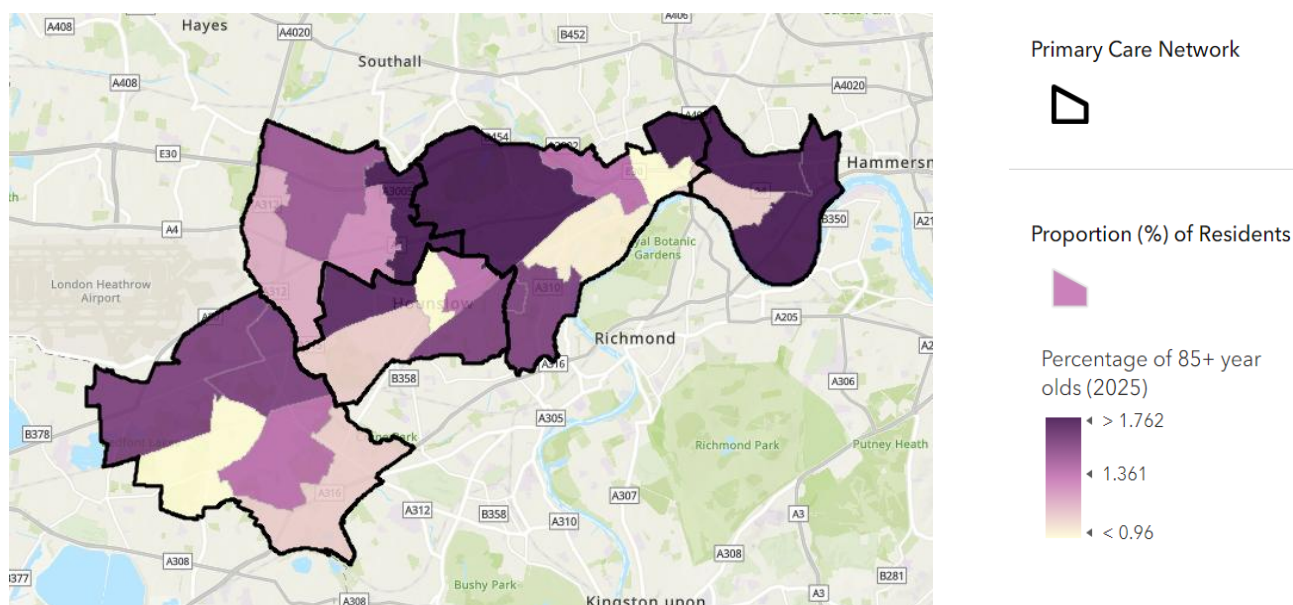 A408
Hayes
A4020
A406
B452
Southall
A408
A4020
B454
E30
Hammersm
A3005
A312
A4
B350
Royal Botanic
Gardens
London Heathrow
Airport
A312
A310
Hounslow
A205
Richmond
A316
B358
A306
A305
B378
Richmond Park
Putney Heath
A316
A307
A312
B358
A310
A3
A308
A308
B281
B377
Bushy Park
A308
A3
Kingston upon
Primary Care Network
Proportion (%) of Residents
Percentage of 85+ year
olds (2025)
> 1.762
1.361
< 0.96